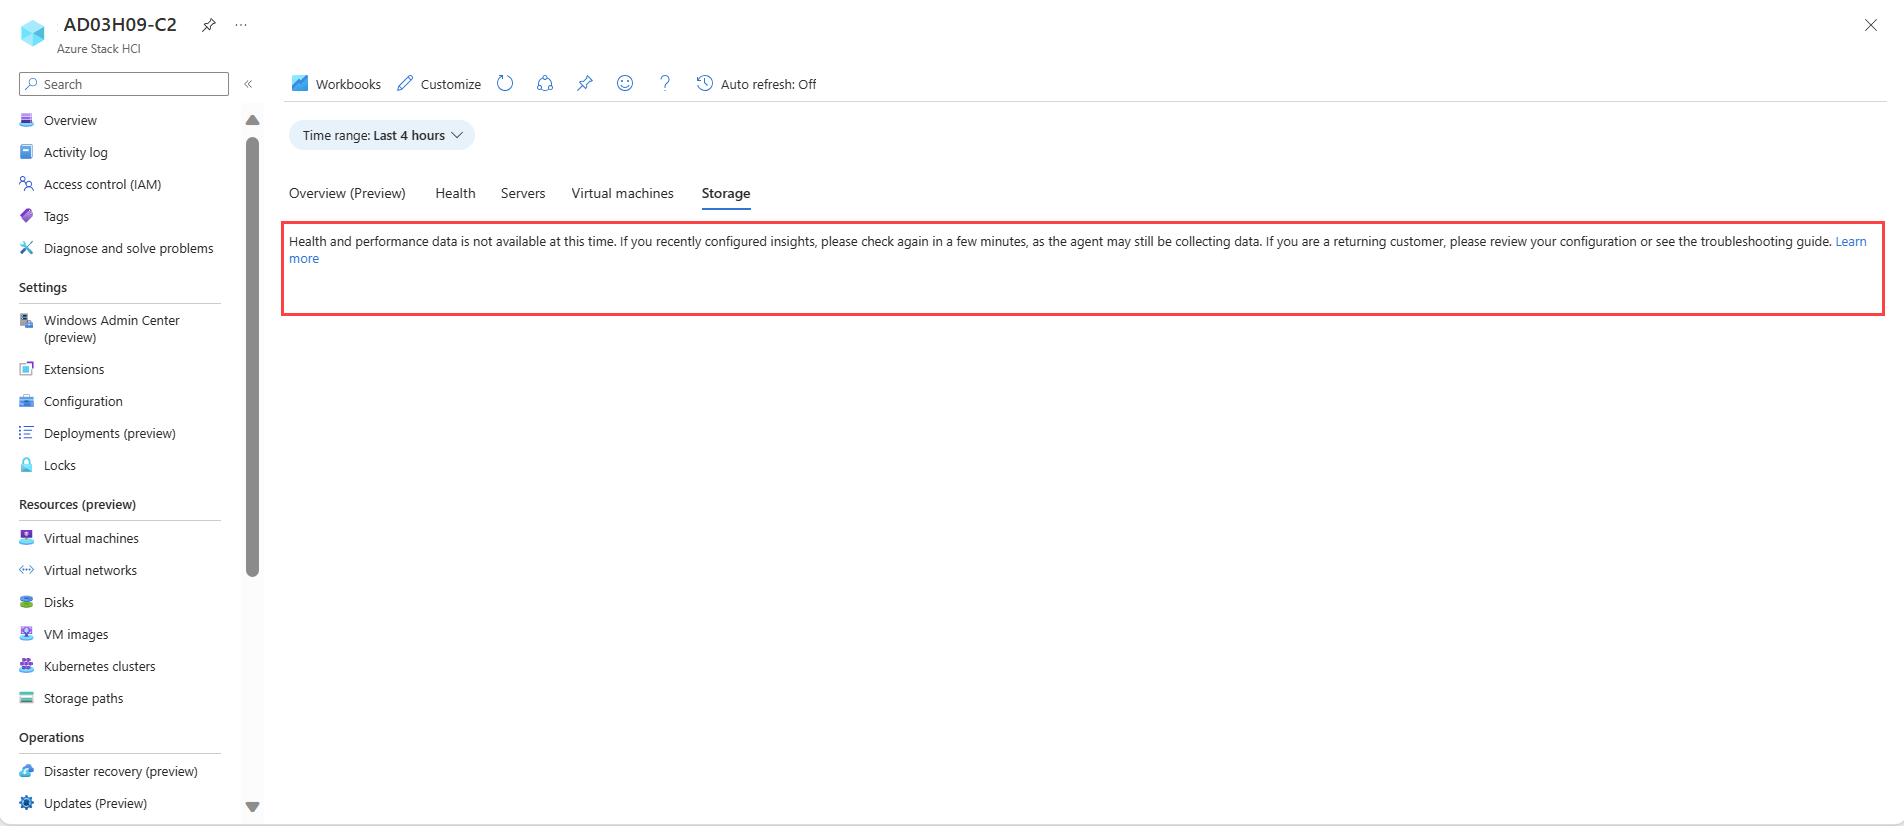 AD03H09-C2
Azure Stack HCI
Search
Overview
Activity log
Access control (IAM)
Tags
Diagnose and solve problems
Settings
Windows Admin Center
(preview)
Extensions
Configuration
Deployments (preview)
Locks
Resources (preview)
Virtual machines
Virtual networks
Disks
VM images
Kubernetes clusters
Storage paths
Operations
Disaster recovery (preview)
Updates (Preview)
Workbooks Customize Auto refresh: Off
Time range: Last 4 hours
Overview (Preview) Health Servers Virtual machines Storage
Health and performance data is not available at this time. If you recently configured insights, please check again in a few minutes, as the agent may still be collecting data. If you are a returning customer, please review your configuration or see the troubleshooting guide. Learn
more